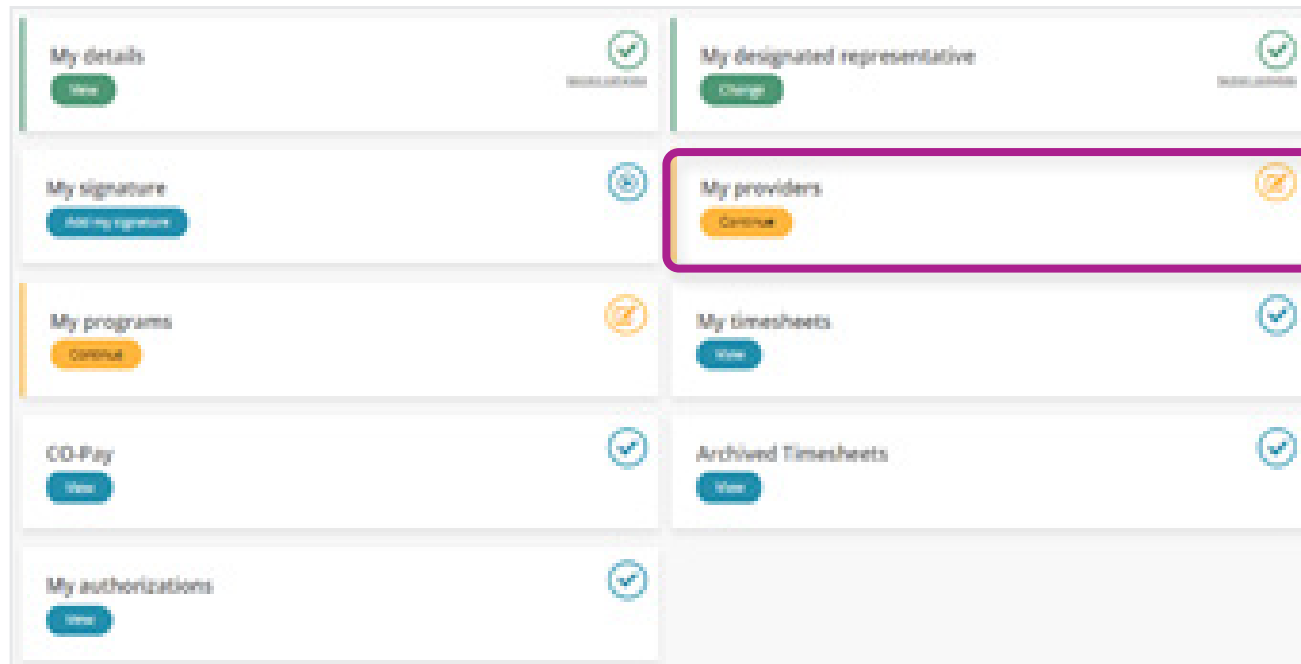 My details
View
My designated representative
Change
My signature
Add my signature
My providers
Continue
My programs
Continue
My timesheets
View
CO-Pay
View
Archived Timesheets
View
My authorizations
View